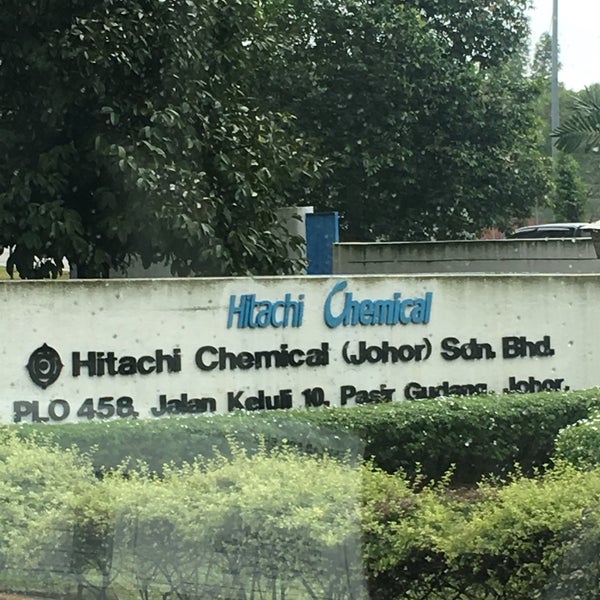 Hitachi Chemical
Hitachi Chemical (Johor) Sdn. Bhd.
PLO 458, Jalan Keluli 10, Pasir Gudang, Johor.